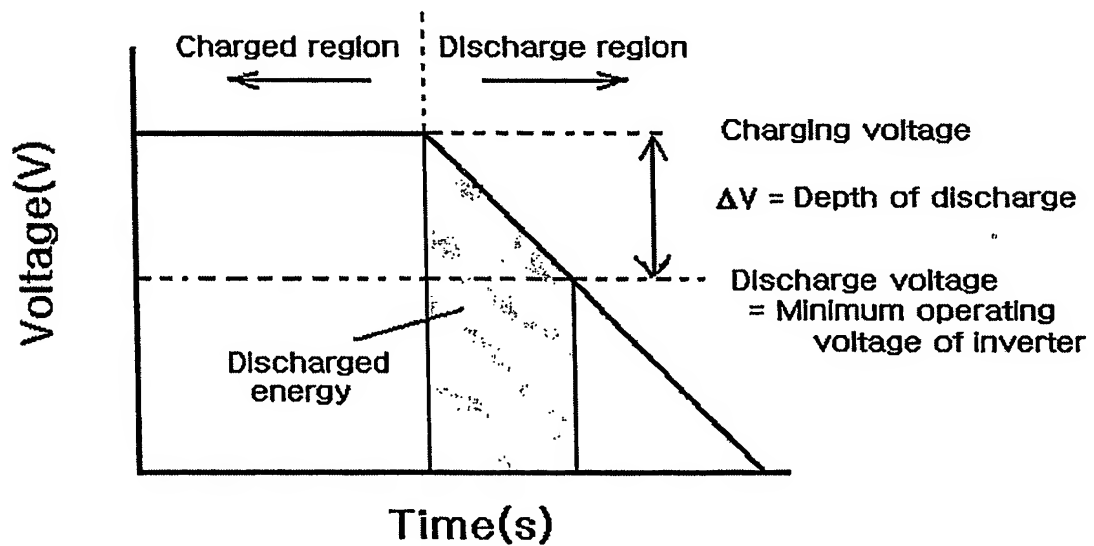 Charged region
Discharge region
Charging voltage
ΔV = Depth of discharge
Discharge voltage
= Minimum operating
voltage of inverter
Discharged
energy
Voltage(V)
Time(s)